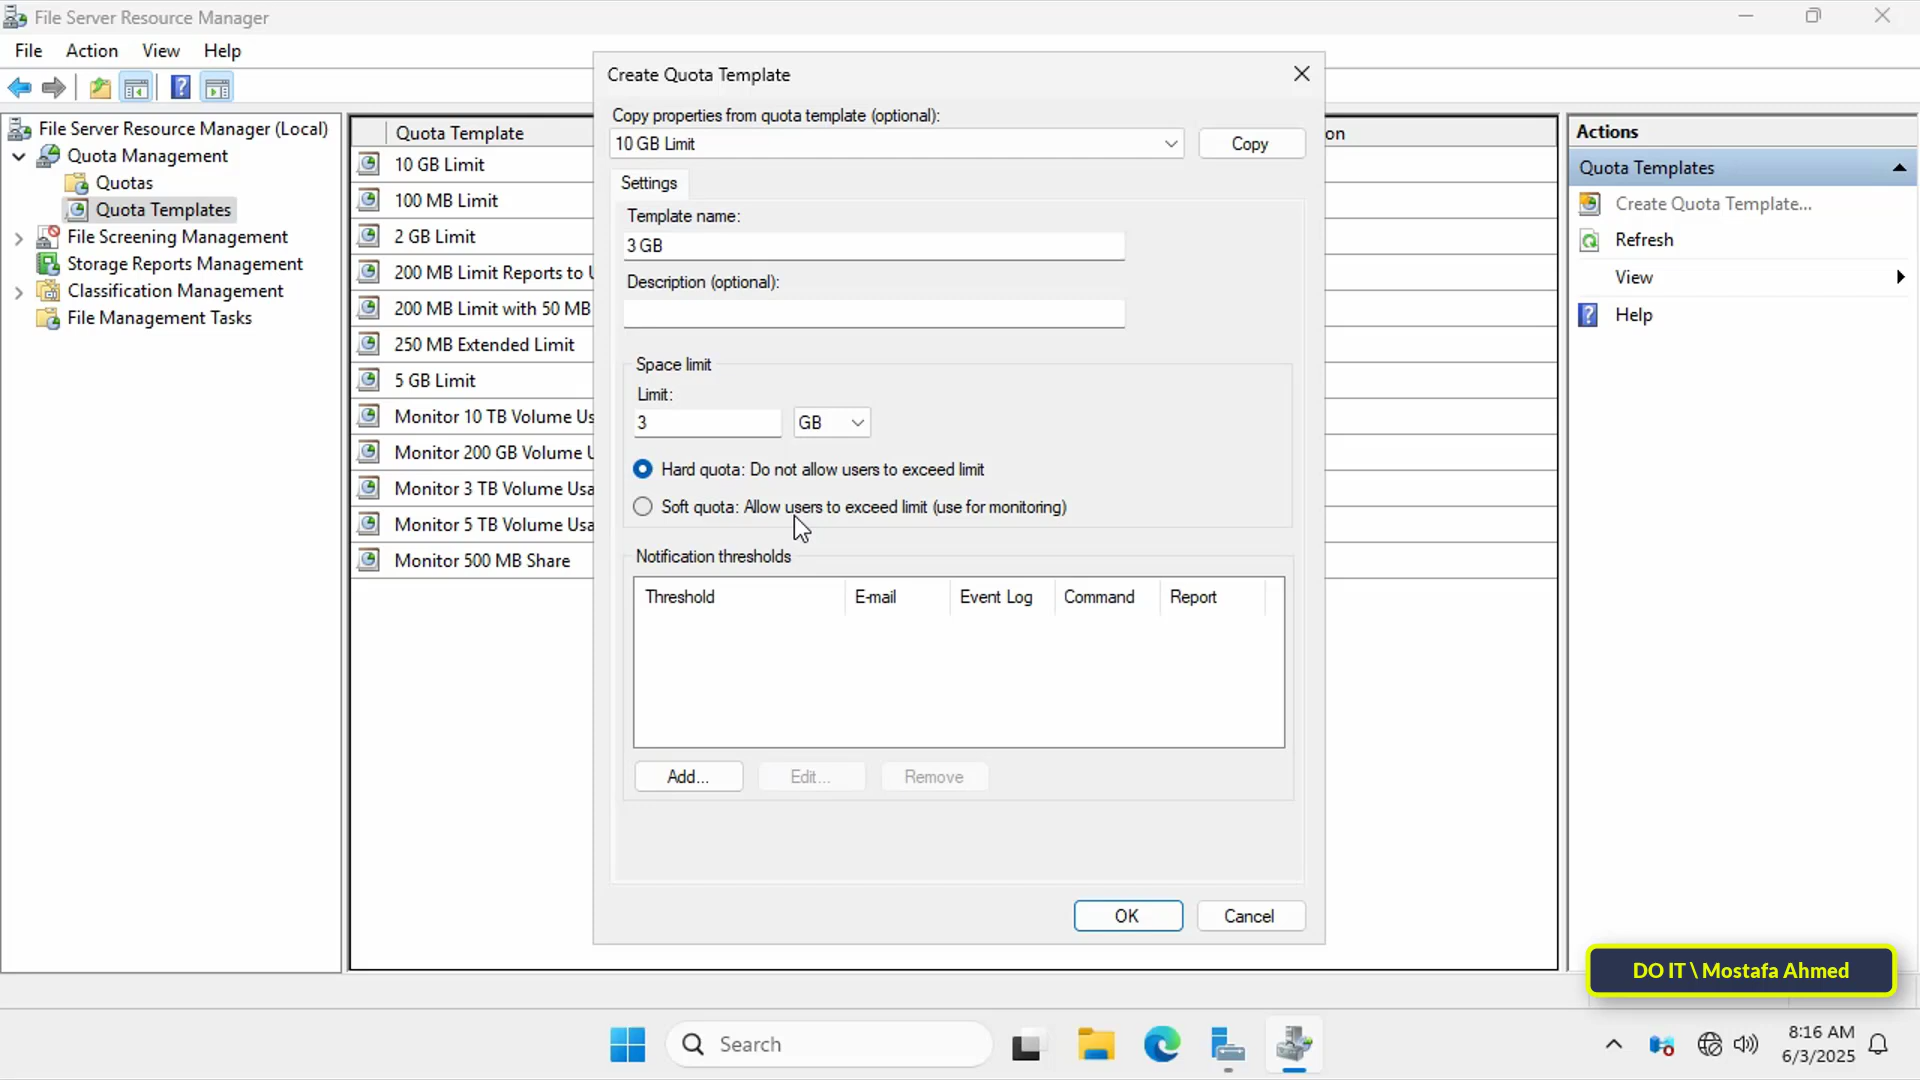 File Server Resource Manager
File Action View Help
File Server Resource Manager (Local)
Quota Management
Quotas
Quota Templates
File Screening Management
Storage Reports Management
Classification Management
File Management Tasks
Quota Template
10 GB Limit
100 MB Limit
2 GB Limit
200 MB Limit Reports to U
200 MB Limit with 50 MB
250 MB Extended Limit
5 GB Limit
Monitor 10 TB Volume Us
Monitor 200 GB Volume U
Monitor 3 TB Volume Usa
Monitor 5 TB Volume Usa
Monitor 500 MB Share
on
Create Quota Template
Copy properties from quota template (optional):
10 GB Limit
Copy
Settings
Template name:
3 GB
Description (optional):
Space limit
Limit:
3 GB
Hard quota: Do not allow users to exceed limit
Soft quota: Allow users to exceed limit (use for monitoring)
Notification thresholds
Threshold E-mail Event Log Command Report
Add... Edit... Remove
OK Cancel
Actions
Quota Templates
Create Quota Template...
Refresh
View
Help
DO IT \ Mostafa Ahmed
Search
8:16 AM
6/3/2025